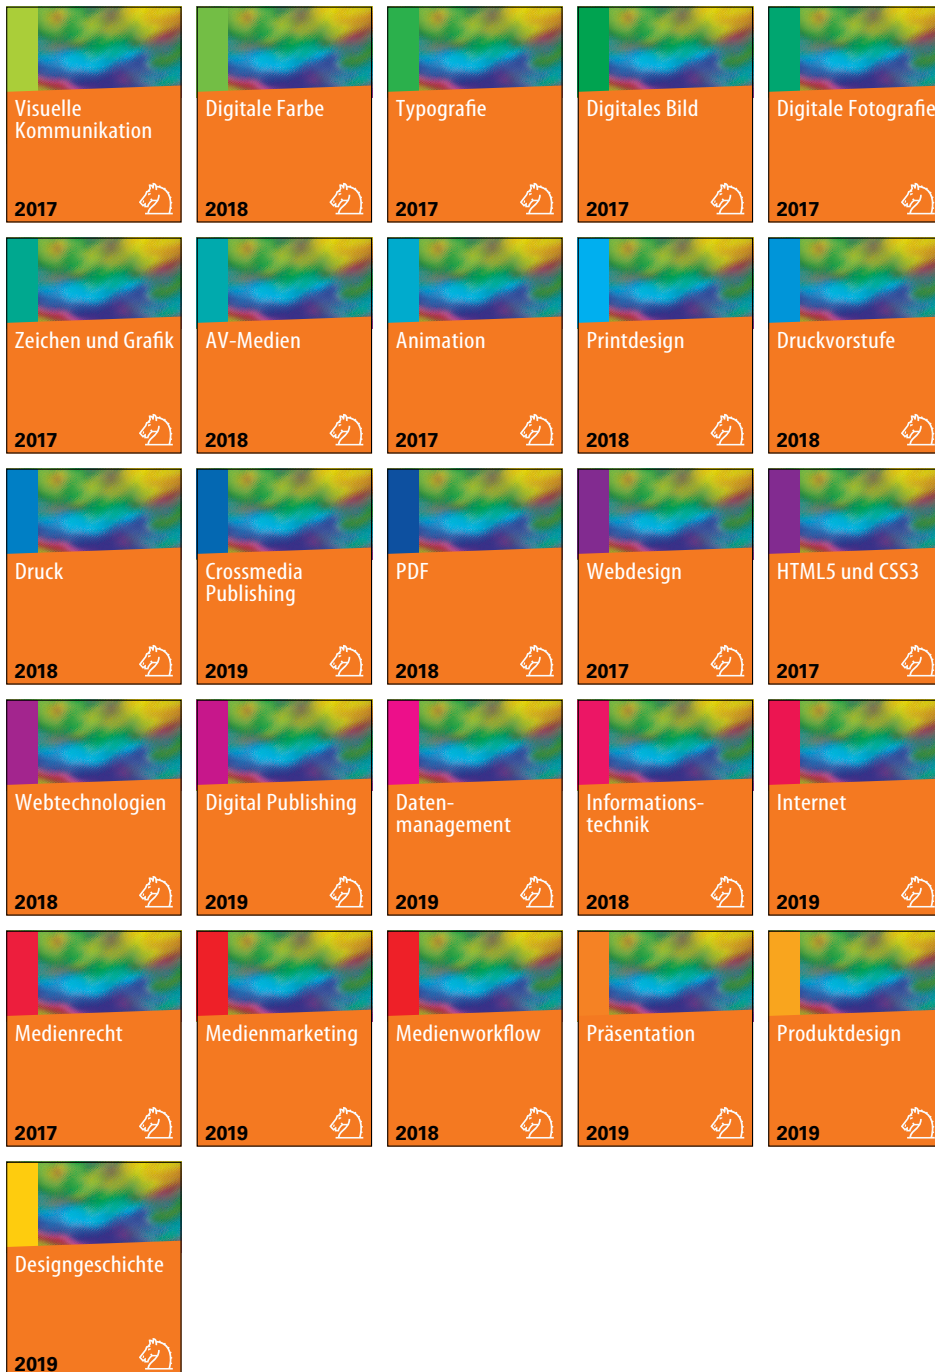 Visuelle
Kommunikation
2017
Digitale Farbe
2018
Typografie
2017
Digitales Bild
2017
Digitale Fotografie
2017
Zeichen und Grafik
2017
AV-Medien
2018
Animation
2017
Printdesign
2018
Druckvorstufe
2018
Druck
2018
Crossmedia
Publishing
2019
PDF
2018
Webdesign
2017
HTML5 und CSS3
2017
Webtechnologien
2018
Digital Publishing
2019
Daten-
management
2019
Informations-
technik
2018
Internet
2019
Medienrecht
2017
Medienmarketing
2019
Medienworkflow
2018
Präsentation
2019
Produktdesign
2019
Designgeschichte
2019